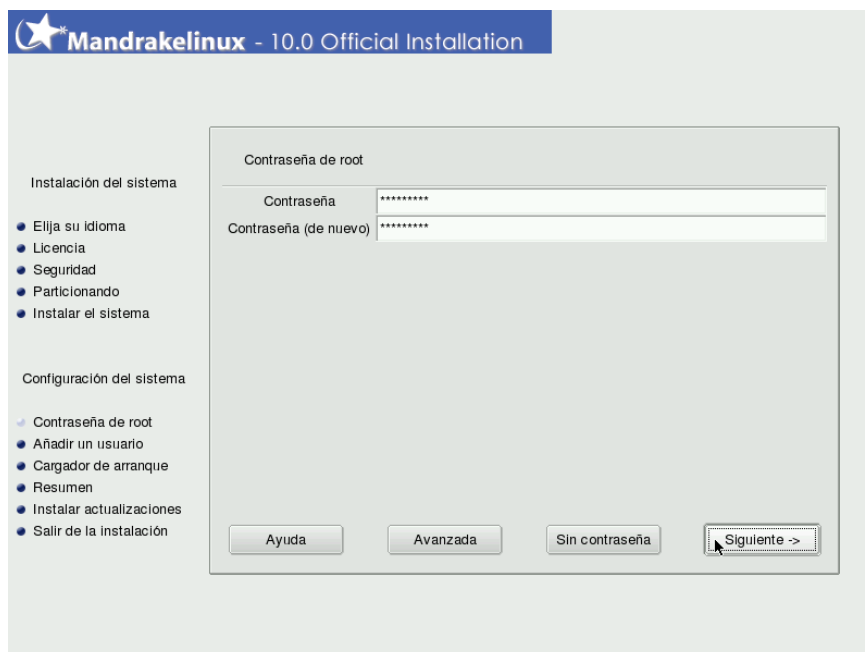 Mandrakelinux - 10.0 Official Installation
Instalación del sistema
Elija su idioma
Licencia
Seguridad
Particionando
Instalar el sistema
Configuración del sistema
Contraseña de root
Añadir un usuario
Cargador de arranque
Resumen
Instalar actualizaciones
Salir de la instalación
Contraseña de root
Contraseña *********
Contraseña (de nuevo) *********
Ayuda Avanzada Sin contraseña Siguiente ->